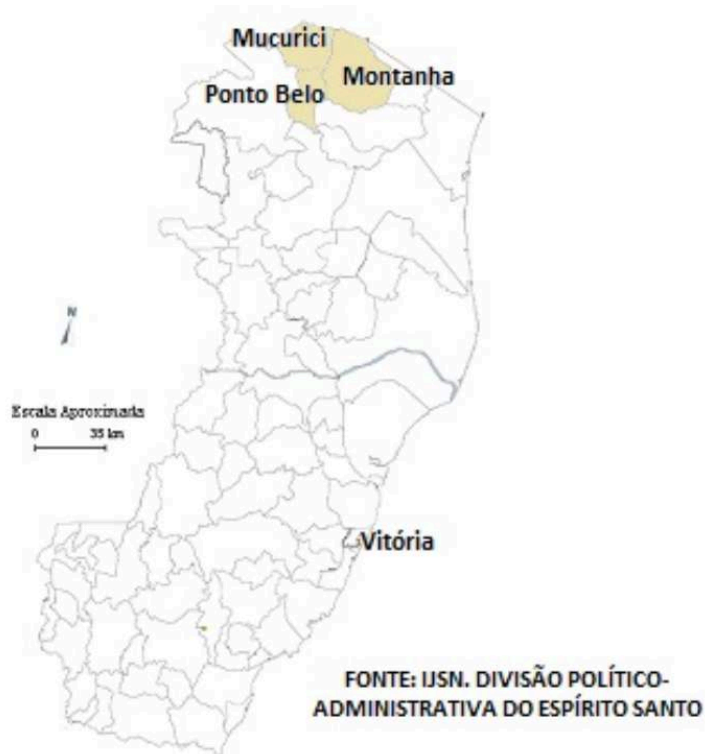 Mucurici
Montanha
Ponto Belo
N
Escala Aproximada
0 35 km
Vitória
FONTE: IJSN. DIVISÃO POLÍTICO-
ADMINISTRATIVA DO ESPÍRITO SANTO